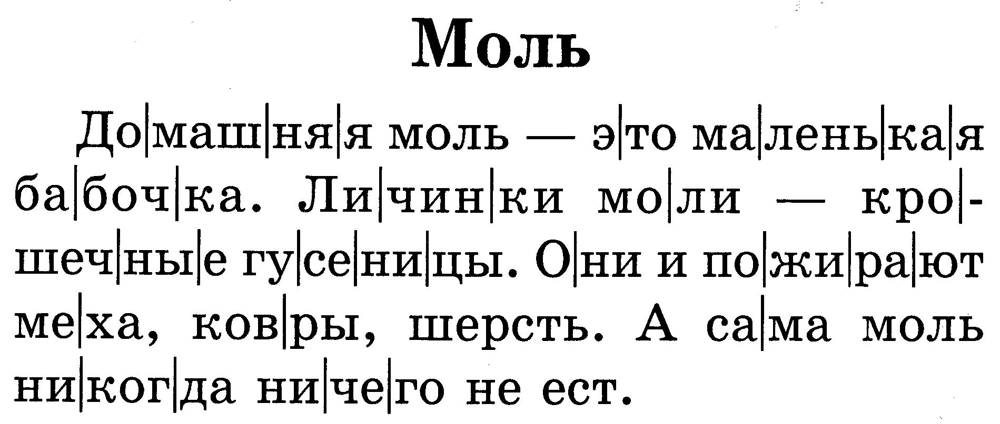 Моль
До|маш|ня|я моль — э|то ма|лень|ка|я
ба|боч|ка. Ли|чин|ки мо|ли — кро|-
шеч|ны|е гу|се|ни|цы. О|ни и по|жи|ра|ют
ме|ха, ков|ры, шерсть. А са|ма моль
ни|ког|да ни|че|го не ест.